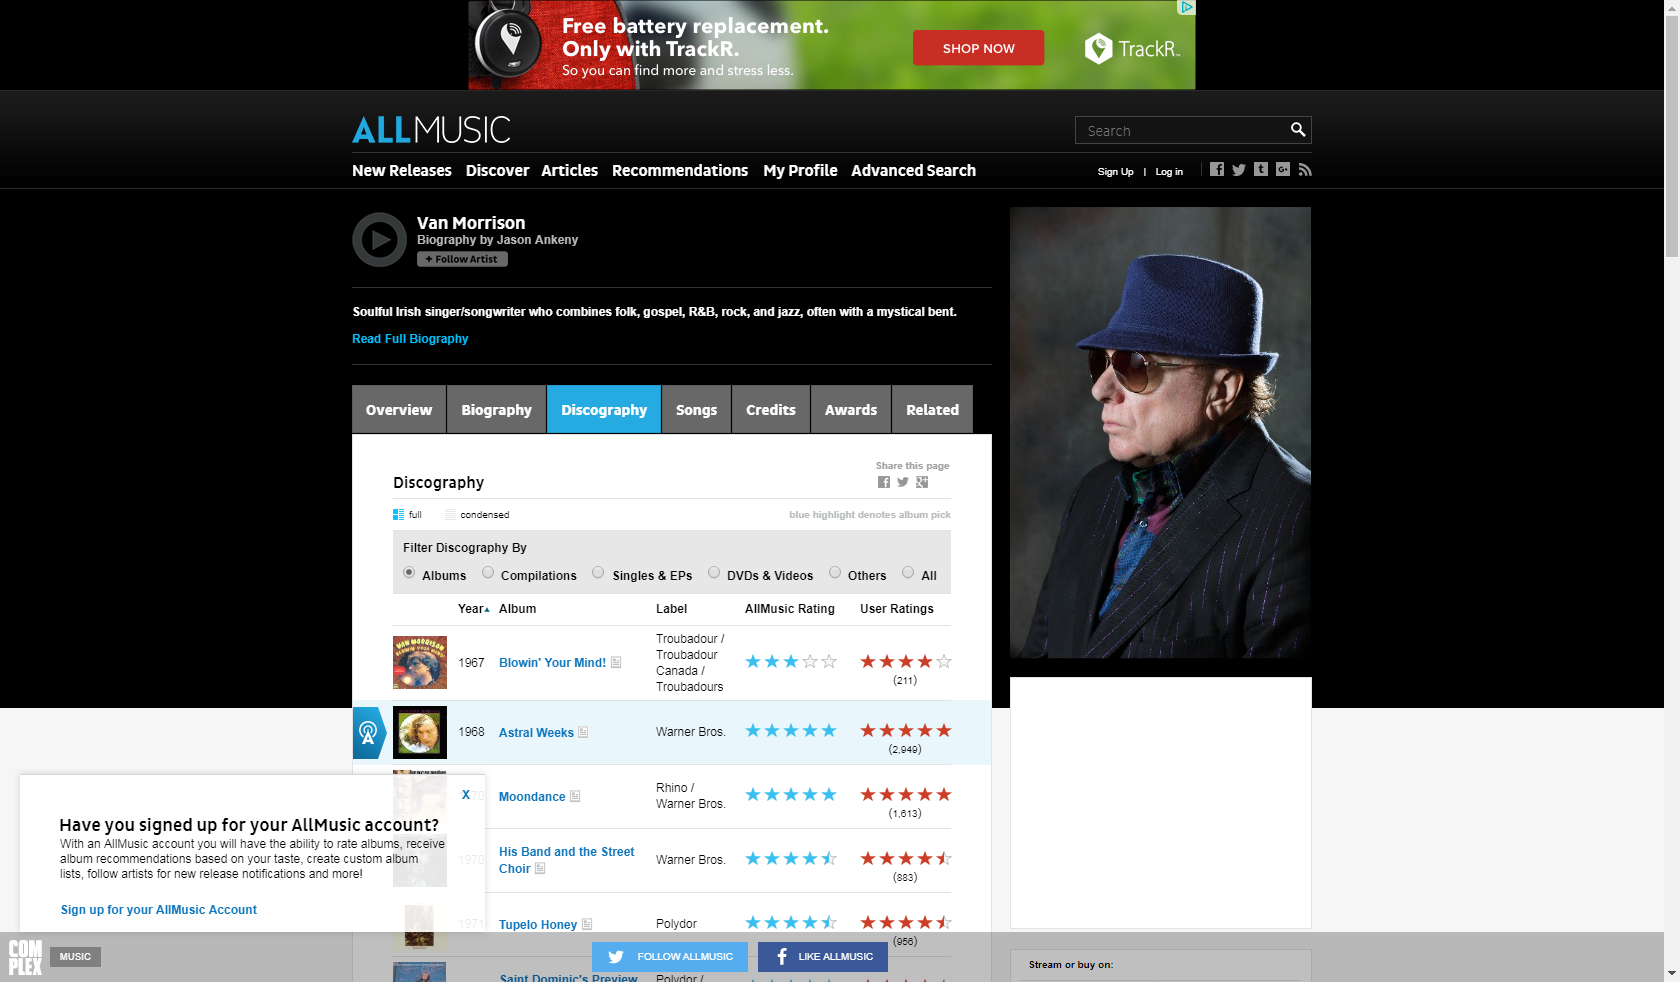 Free battery replacement.
Only with TrackR.
So you can find more and stress less.
SHOP NOW
TrackR
ALLMUSIC
Search
New Releases Discover Articles Recommendations My Profile Advanced Search
Sign Up | Log in
Van Morrison
Biography by Jason Ankeny
+ Follow Artist
Soulful Irish singer/songwriter who combines folk, gospel, R&B, rock, and jazz, often with a mystical bent.
Read Full Biography
Overview Biography Discography Songs Credits Awards Related
Share this page
Discography
full condensed
blue highlight denotes album pick
Filter Discography By
Albums Compilations Singles & EPs DVDs & Videos Others All
Year Album Label AllMusic Rating User Ratings
VAN MORRISON
1967 Blowin' Your Mind!
Troubadour /
Troubadour
Canada /
Troubadours
(211)
1968 Astral Weeks Warner Bros.
(2,949)
Moondance
Rhino /
Warner Bros.
(1,613)
1970
His Band and the Street
Choir
Warner Bros.
(883)
1971 Tupelo Honey Polydor
(956)
Saint Dominic's Preview Polydor /
X
Have you signed up for your AllMusic account?
With an AllMusic account you will have the ability to rate albums, receive
album recommendations based on your taste, create custom album
lists, follow artists for new release notifications and more!
Sign up for your AllMusic Account
COM
PLEX
MUSIC
FOLLOW ALLMUSIC
LIKE ALLMUSIC
Stream or buy on: